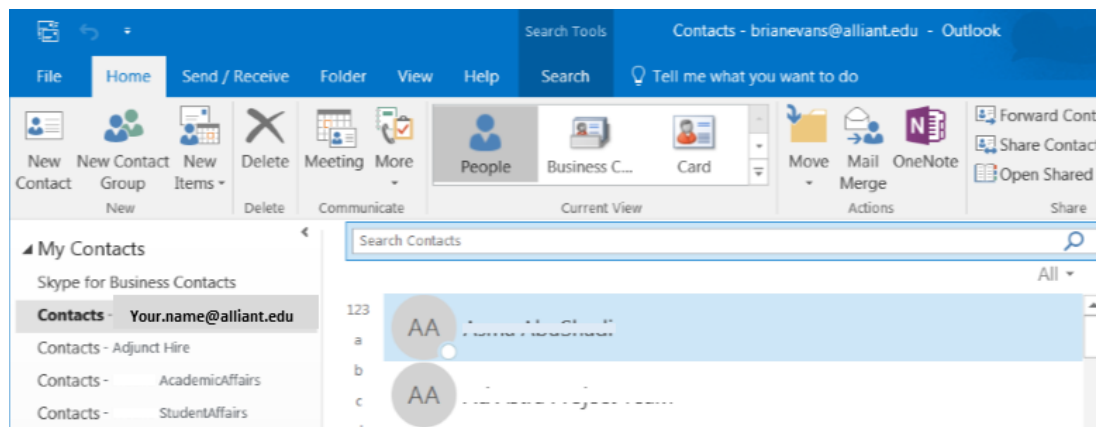 Search Tools Contacts - brianevans@alliant.edu - Outlook
File Home Send / Receive Folder View Help Search Tell me what you want to do
New Contact
New Contact Group
New Items
Delete
Meeting
More
People
Business C...
Card
Move
Mail Merge
OneNote
Forward Cont
Share Contact
Open Shared
New Delete Communicate Current View Actions Share
My Contacts
Search Contacts
All
Skype for Business Contacts
Contacts - Your.name@alliant.edu
Contacts - Adjunct Hire
Contacts - AcademicAffairs
Contacts - StudentAffairs
123
a
b
c
AA
AA